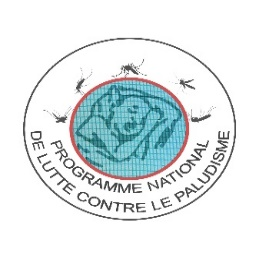 PROGRAMME NATIONAL
DE LUTTE CONTRE LE PALUDISME